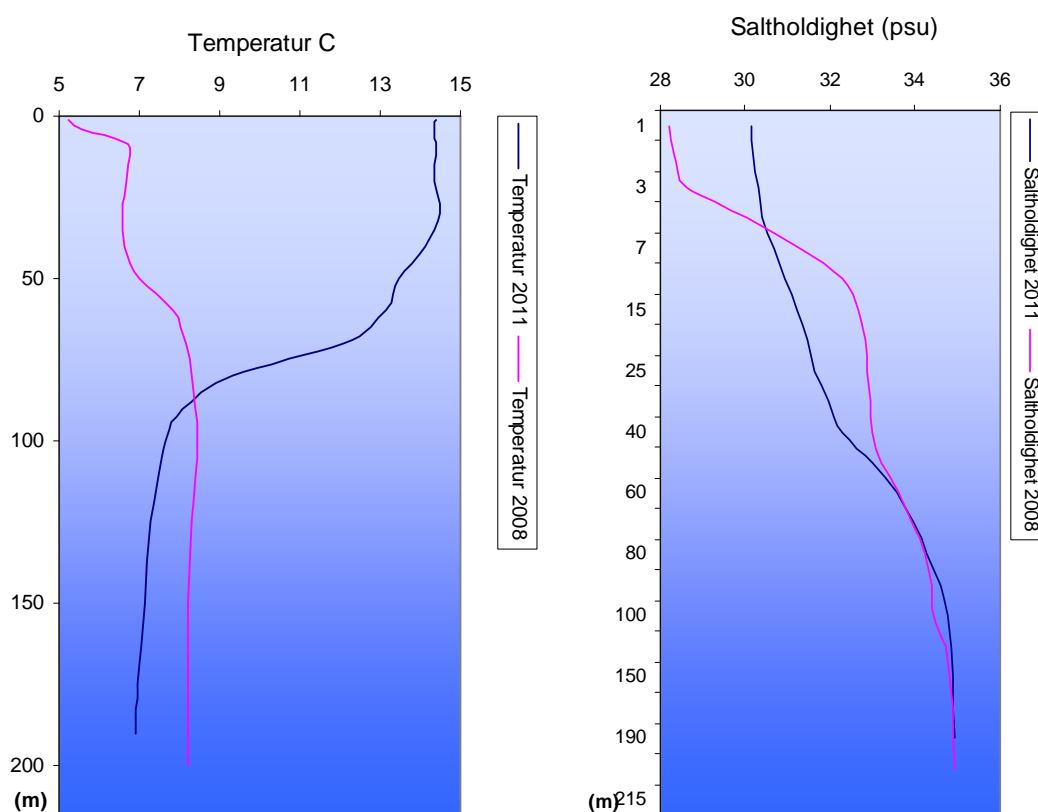 Temperatur C
5 7 9 11 13 15
0
50
100
150
200
(m)
Temperatur 2011
Temperatur 2008
Saltholdighet (psu)
28 30 32 34 36
1
3
7
15
25
40
60
80
100
150
190
215
(m)
Saltholdighet 2011
Saltholdighet 2008